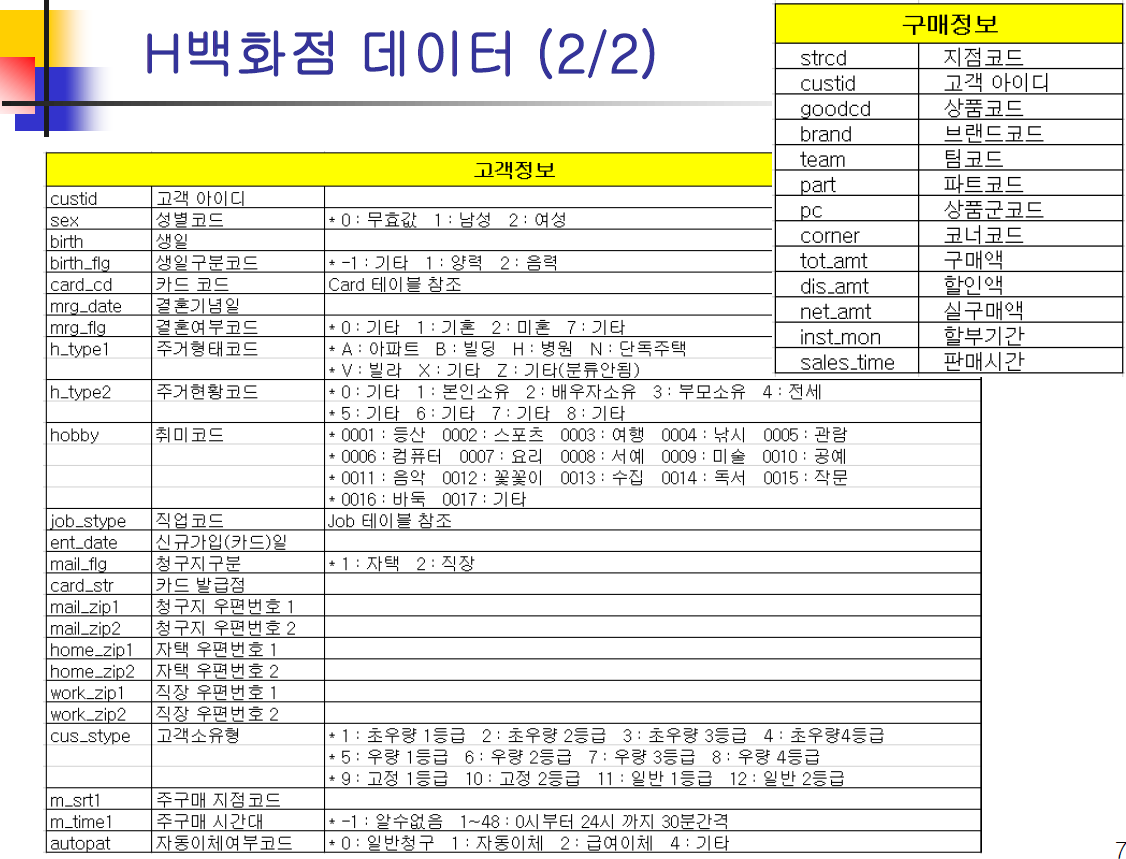 H백화점 데이터 (2/2)
구매정보
strcd 지점코드
custid 고객 아이디
goodcd 상품코드
brand 브랜드코드
team 팀코드
part 파트코드
pc 상품군코드
corner 코너코드
tot_amt 구매액
dis_amt 할인액
net_amt 실구매액
inst_mon 할부기간
sales_time 판매시간
고객정보
custid 고객 아이디
sex 성별코드 * 0 : 무효값 1 : 남성 2 : 여성
birth 생일
birth_flg 생일구분코드 * -1 : 기타 1 : 양력 2 : 음력
card_cd 카드 코드 Card 테이블 참조
mrg_date 결혼기념일
mrg_flg 결혼여부코드 * 0 : 기타 1 : 기혼 2 : 미혼 7 : 기타
h_type1 주거형태코드 * A : 아파트 B : 빌딩 H : 병원 N : 단독주택
* V : 빌라 X : 기타 Z : 기타(분류안됨)
h_type2 주거현황코드 * 0 : 기타 1 : 본인소유 2 : 배우자소유 3 : 부모소유 4 : 전세
* 5 : 기타 6 : 기타 7 : 기타 8 : 기타
hobby 취미코드 * 0001 : 등산 0002 : 스포츠 0003 : 여행 0004 : 낚시 0005 : 관람
* 0006 : 컴퓨터 0007 : 요리 0008 : 서예 0009 : 미술 0010 : 공예
* 0011 : 음악 0012 : 꽃꽂이 0013 : 수집 0014 : 독서 0015 : 작문
* 0016 : 바둑 0017 : 기타
job_stype 직업코드 Job 테이블 참조
ent_date 신규가입(카드)일
mail_flg 청구지구분 * 1 : 자택 2 : 직장
card_str 카드 발급점
mail_zip1 청구지 우편번호 1
mail_zip2 청구지 우편번호 2
home_zip1 자택 우편번호 1
home_zip2 자택 우편번호 2
work_zip1 직장 우편번호 1
work_zip2 직장 우편번호 2
cus_stype 고객소유형 * 1 : 초우량 1등급 2 : 초우량 2등급 3 : 초우량 3등급 4 : 초우량4등급
* 5 : 우량 1등급 6 : 우량 2등급 7 : 우량 3등급 8 : 우량 4등급
* 9 : 고정 1등급 10 : 고정 2등급 11 : 일반 1등급 12 : 일반 2등급
m_srt1 주구매 지점코드
m_time1 주구매 시간대 * -1 : 알수없음 1~48 : 0시부터 24시 까지 30분간격
autopat 자동이체여부코드 * 0 : 일반청구 1 : 자동이체 2 : 급여이체 4 : 기타
7